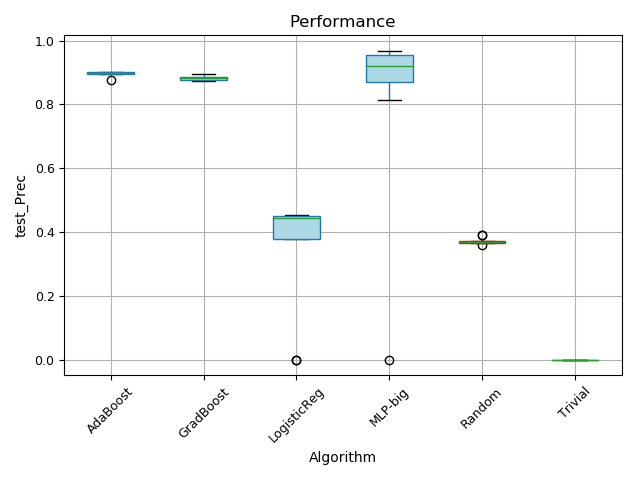 Performance
1.0
0.8
0.6
0.4
0.2
0.0
test_Prec
AdaBoost
GradBoost
LogisticReg
MLP-big
Random
Trivial
Algorithm